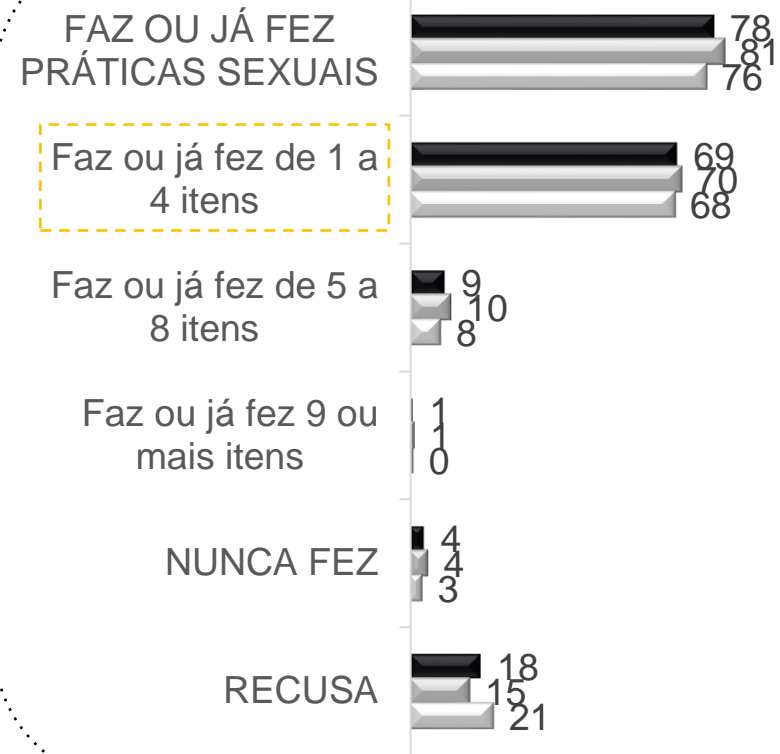 FAZ OU JÁ FEZ
PRÁTICAS SEXUAIS
78
81
76
Faz ou já fez de 1 a
4 itens
69
70
68
Faz ou já fez de 5 a
8 itens
9
10
8
Faz ou já fez 9 ou
mais itens
1
1
0
NUNCA FEZ
4
4
3
RECUSA
18
15
21